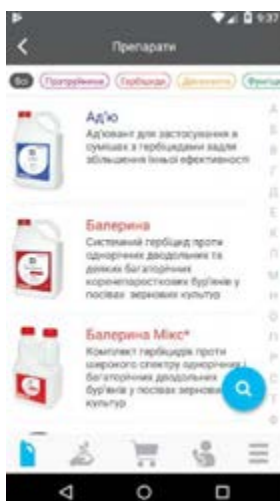 9:37
Препарати
Всі Протруйники Гербіциди Десиканти
Ад'ю
Ад'ювант для застосування в
сумішах з гербіцидами задля
збільшення їхньої ефективності
Балерина
Системний гербіцид проти
однорічних дводольних та
деяких багаторічних
коренепаросткових бур'янів у
посівах зернових культур
Балерина Мікс*
Комплект гербіцидів проти
широкого спектру однорічних і
багаторічних дводольних
бур'янів у посівах зернових
культур